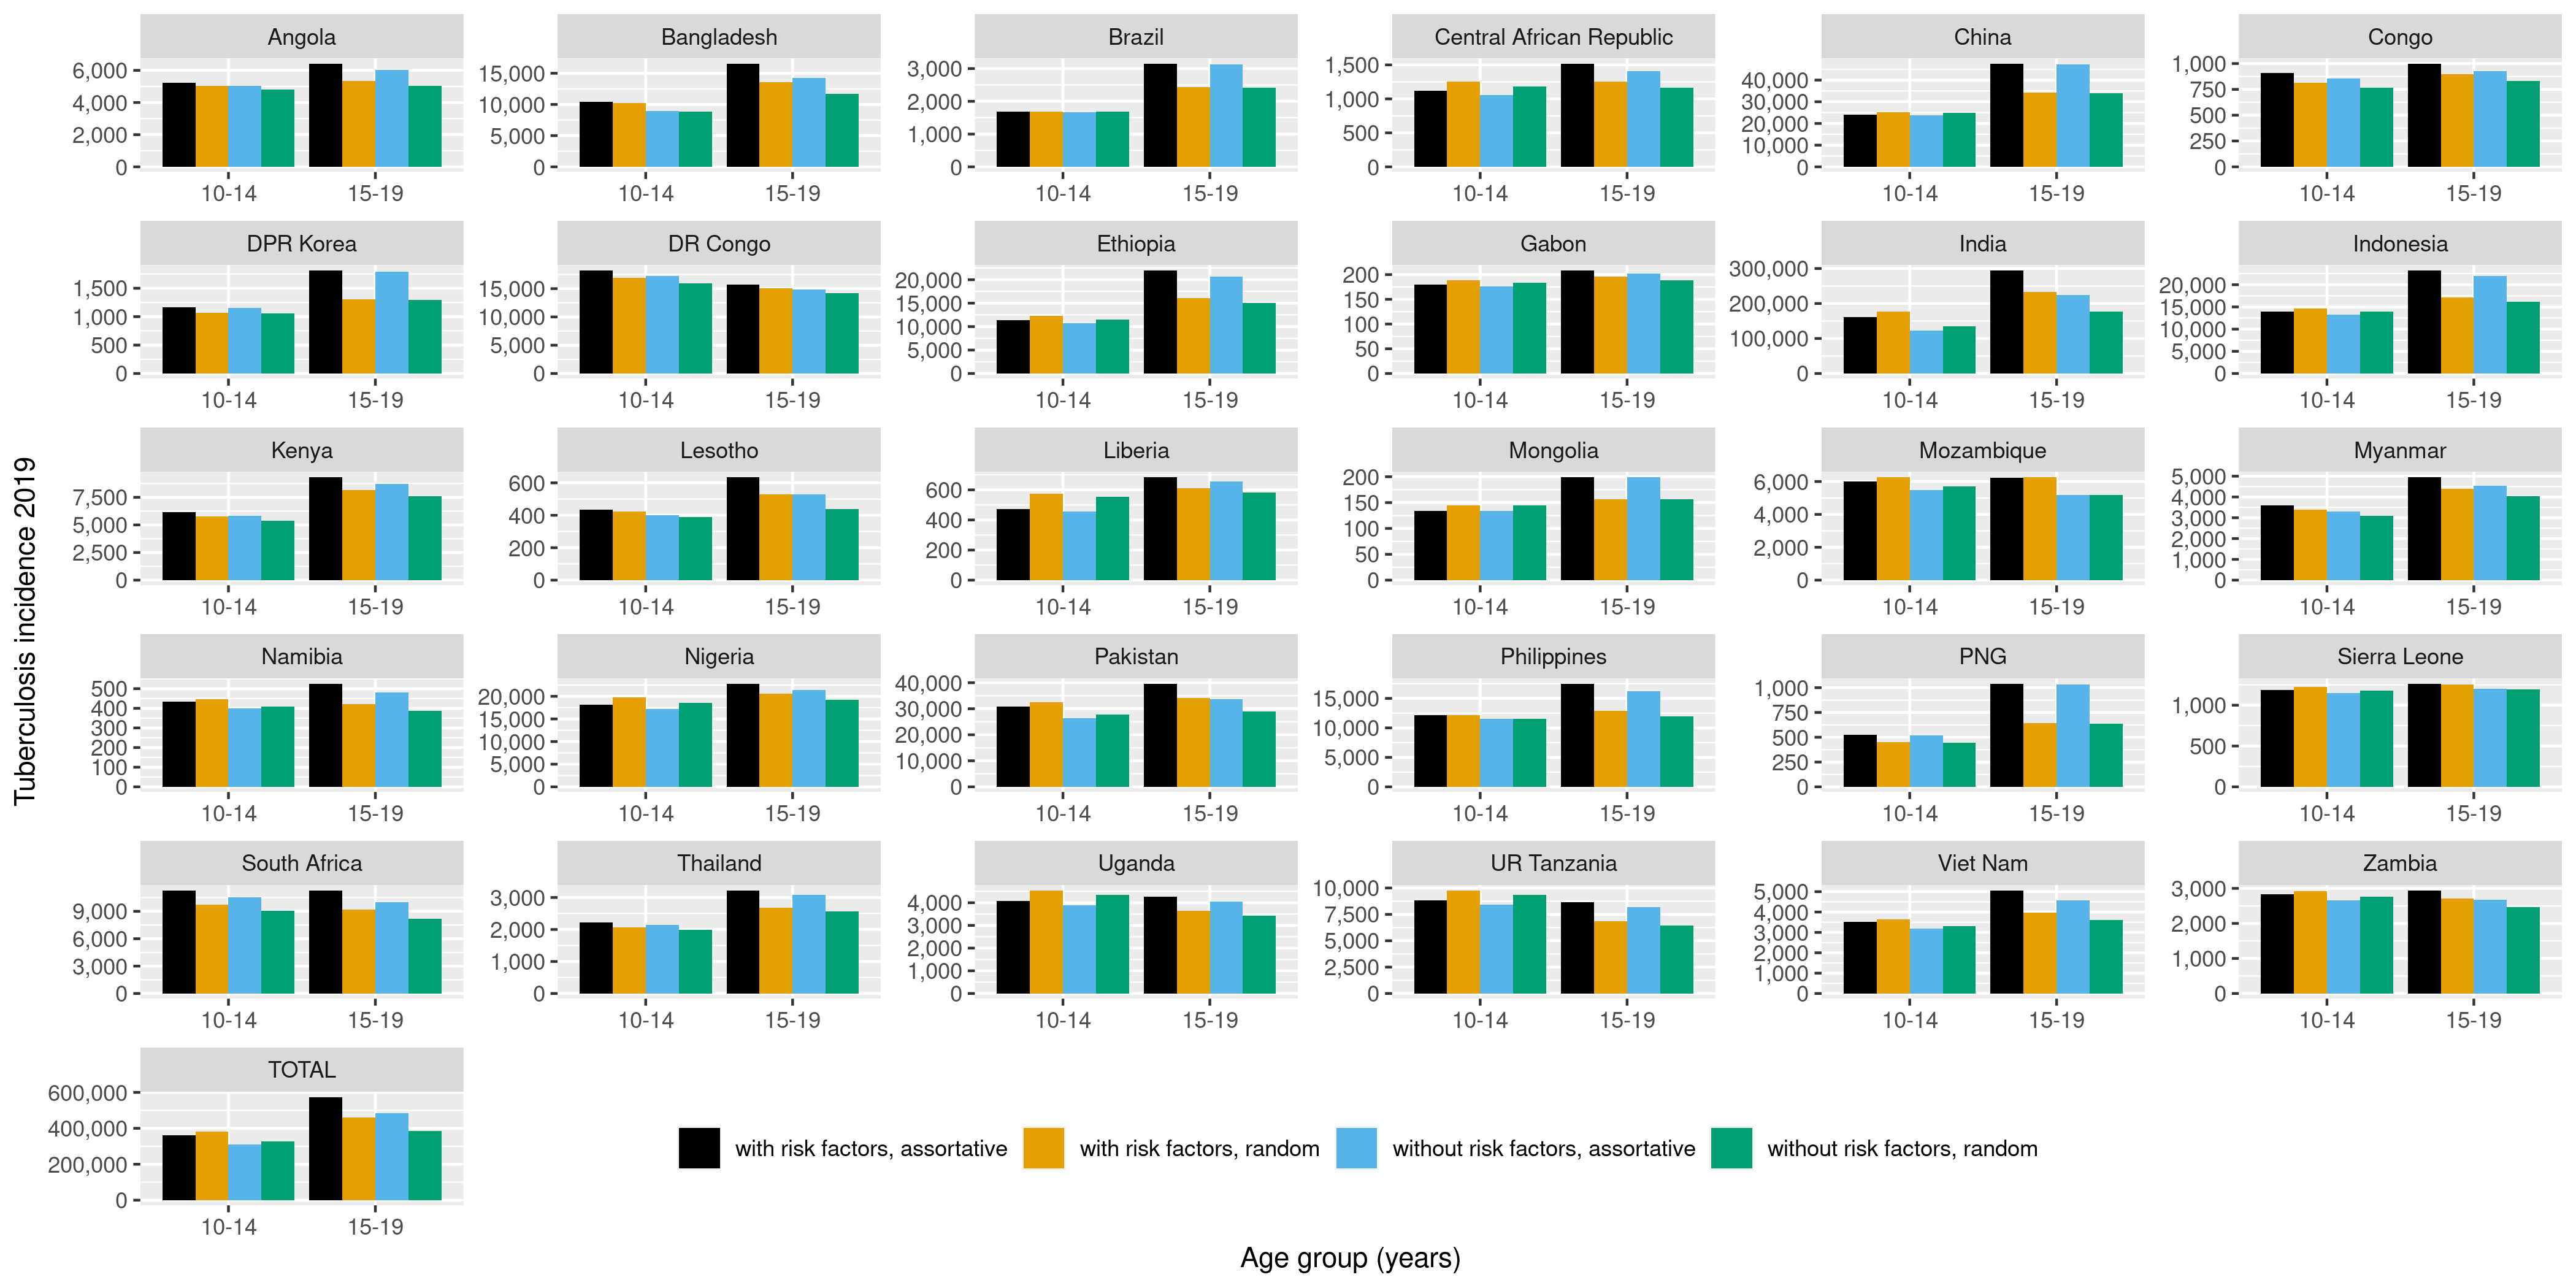 Angola Bangladesh Brazil Central African Republic China Congo
6,000 4,000 2,000 0
15,000 10,000 5,000 0
3,000 2,000 1,000 0
1,500 1,000 500 0
40,000 30,000 20,000 10,000 0
1,000 750 500 250 0
10-14 15-19 10-14 15-19 10-14 15-19 10-14 15-19 10-14 15-19 10-14 15-19
DPR Korea DR Congo Ethiopia Gabon India Indonesia
1,500 1,000 500 0
15,000 10,000 5,000 0
20,000 15,000 10,000 5,000 0
200 150 100 50 0
300,000 200,000 100,000 0
20,000 15,000 10,000 5,000 0
10-14 15-19 10-14 15-19 10-14 15-19 10-14 15-19 10-14 15-19 10-14 15-19
Tuberculosis incidence 2019
Kenya Lesotho Liberia Mongolia Mozambique Myanmar
7,500 5,000 2,500 0
600 400 200 0
600 400 200 0
200 150 100 50 0
6,000 4,000 2,000 0
5,000 4,000 3,000 2,000 1,000 0
10-14 15-19 10-14 15-19 10-14 15-19 10-14 15-19 10-14 15-19 10-14 15-19
Namibia Nigeria Pakistan Philippines PNG Sierra Leone
500 400 300 200 100 0
20,000 15,000 10,000 5,000 0
40,000 30,000 20,000 10,000 0
15,000 10,000 5,000 0
1,000 750 500 250 0
1,000 500 0
10-14 15-19 10-14 15-19 10-14 15-19 10-14 15-19 10-14 15-19 10-14 15-19
South Africa Thailand Uganda UR Tanzania Viet Nam Zambia
9,000 6,000 3,000 0
3,000 2,000 1,000 0
4,000 3,000 2,000 1,000 0
10,000 7,500 5,000 2,500 0
5,000 4,000 3,000 2,000 1,000 0
3,000 2,000 1,000 0
10-14 15-19 10-14 15-19 10-14 15-19 10-14 15-19 10-14 15-19 10-14 15-19
TOTAL
600,000 400,000 200,000 0
10-14 15-19
with risk factors, assortative with risk factors, random without risk factors, assortative without risk factors, random
Age group (years)